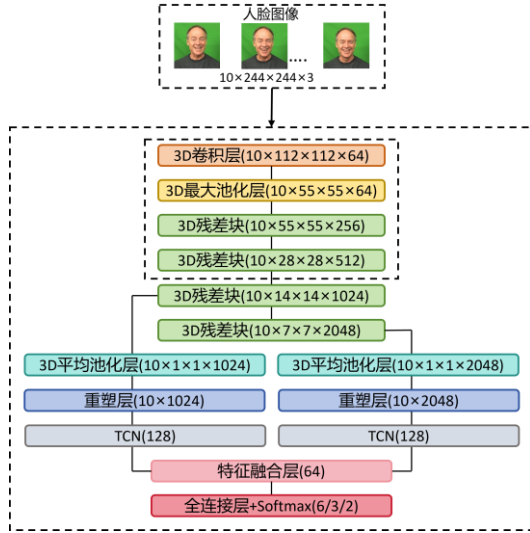 人脸图像
....
10×244×244×3
3D卷积层(10×112×112×64)
3D最大池化层(10×55×55×64)
3D残差块(10×55×55×256)
3D残差块(10×28×28×512)
3D残差块(10×14×14×1024)
3D残差块(10×7×7×2048)
3D平均池化层(10×1×1×1024)
3D平均池化层(10×1×1×2048)
重塑层(10×1024)
重塑层(10×2048)
TCN(128)
TCN(128)
特征融合层(64)
全连接层+Softmax(6/3/2)